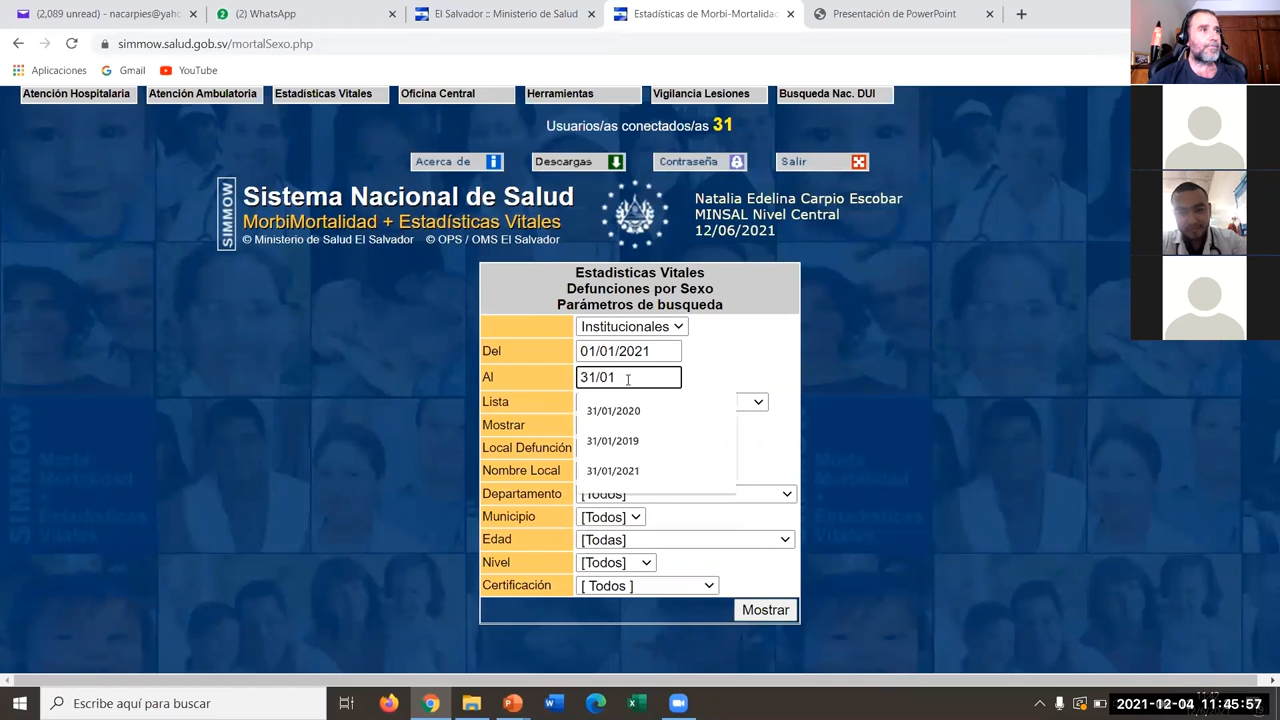 (2,089 unread) - nacarpies@yaho
(2) WhatsApp
El Salvador :: Ministerio de Salud
Estadísticas de Morbi-Mortalidad
Presentación de PowerPoint
simmow.salud.gob.sv/mortalSexo.php
Aplicaciones
Gmail
YouTube
Atención Hospitalaria
Atención Ambulatoria
Estadísticas Vitales
Oficina Central
Herramientas
Vigilancia Lesiones
Busqueda Nac. DUI
Usuarios/as conectados/as 31
Acerca de
Descargas
Contraseña
Salir
SIMMOW
Sistema Nacional de Salud
MorbiMortalidad + Estadísticas Vitales
© Ministerio de Salud El Salvador © OPS / OMS El Salvador
Natalia Edelina Carpio Escobar
MINSAL Nivel Central
12/06/2021
Estadisticas Vitales
Defunciones por Sexo
Parámetros de busqueda
Institucionales
Del 01/01/2021
Al 31/01
Lista
31/01/2020
Mostrar
31/01/2019
Local Defunción
Nombre Local
31/01/2021
Departamento [Todos]
Municipio [Todos]
Edad [Todas]
Nivel [Todos]
Certificación [ Todos ]
Mostrar
Escribe aquí para buscar
2021-12-04 11:45:57